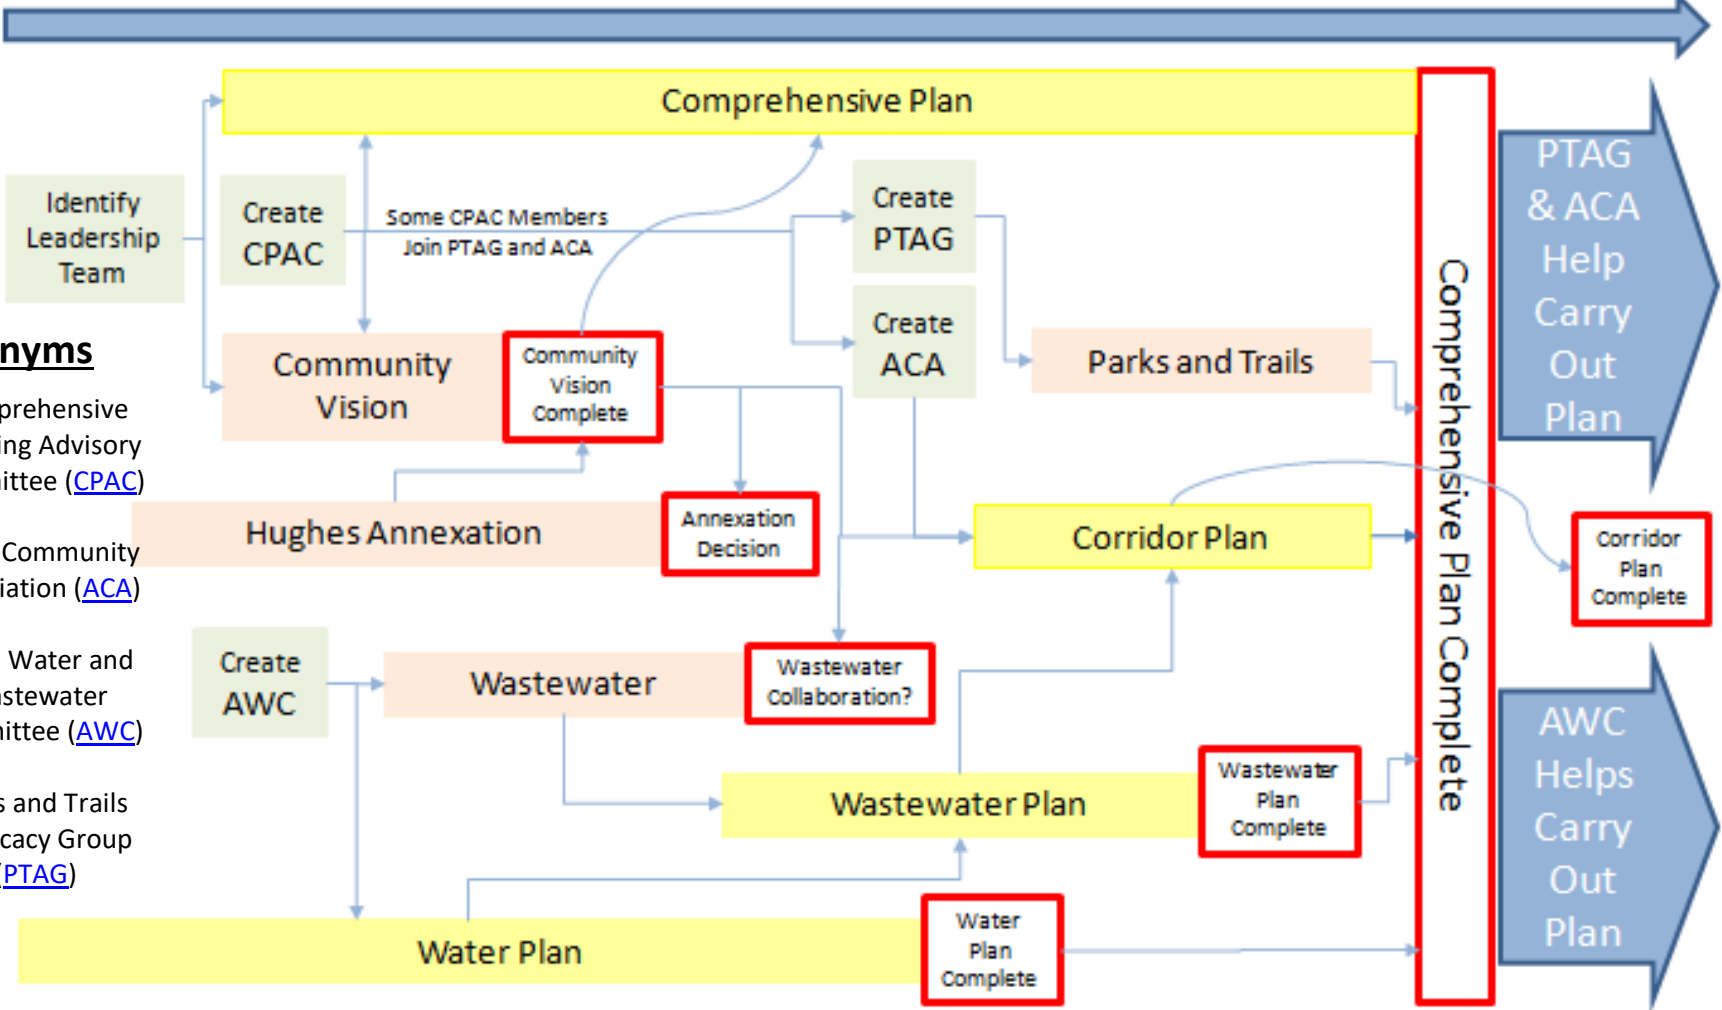 Comprehensive Plan
Identify
Leadership
Team
Create
CPAC
Some CPAC Members
Join PTAG and ACA
Create
PTAG
Create
ACA
Community
Vision
Community
Vision
Complete
Parks and Trails
Hughes Annexation
Annexation
Decision
Corridor Plan
Create
AWC
Wastewater
Wastewater
Collaboration?
Wastewater Plan
Wastewater
Plan
Complete
Water Plan
Water
Plan
Complete
Comprehensive Plan Complete
PTAG
& ACA
Help
Carry
Out
Plan
Corridor
Plan
Complete
AWC
Helps
Carry
Out
Plan
nyms
prehensive
ing Advisory
ittee (CPAC)
Community
iation (ACA)
Water and
astewater
mittee (AWC)
s and Trails
cacy Group
(PTAG)